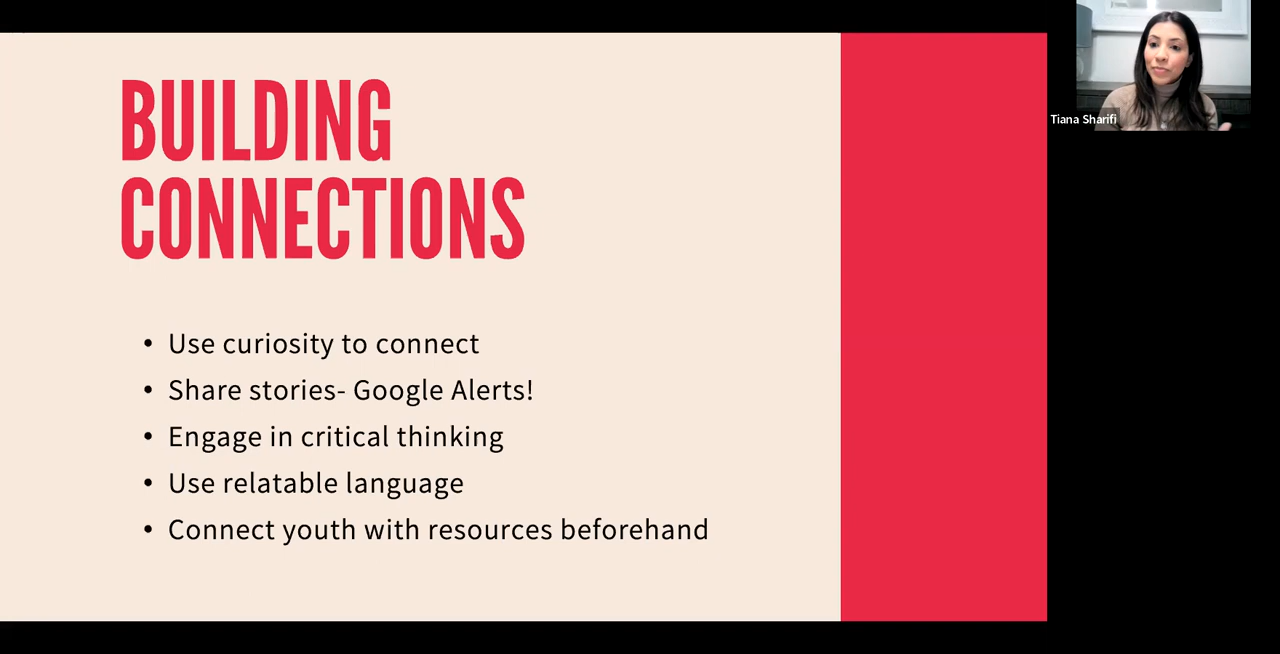 BUILDING
CONNECTIONS
• Use curiosity to connect
• Share stories- Google Alerts!
• Engage in critical thinking
• Use relatable language
• Connect youth with resources beforehand
Tiana Sharifi